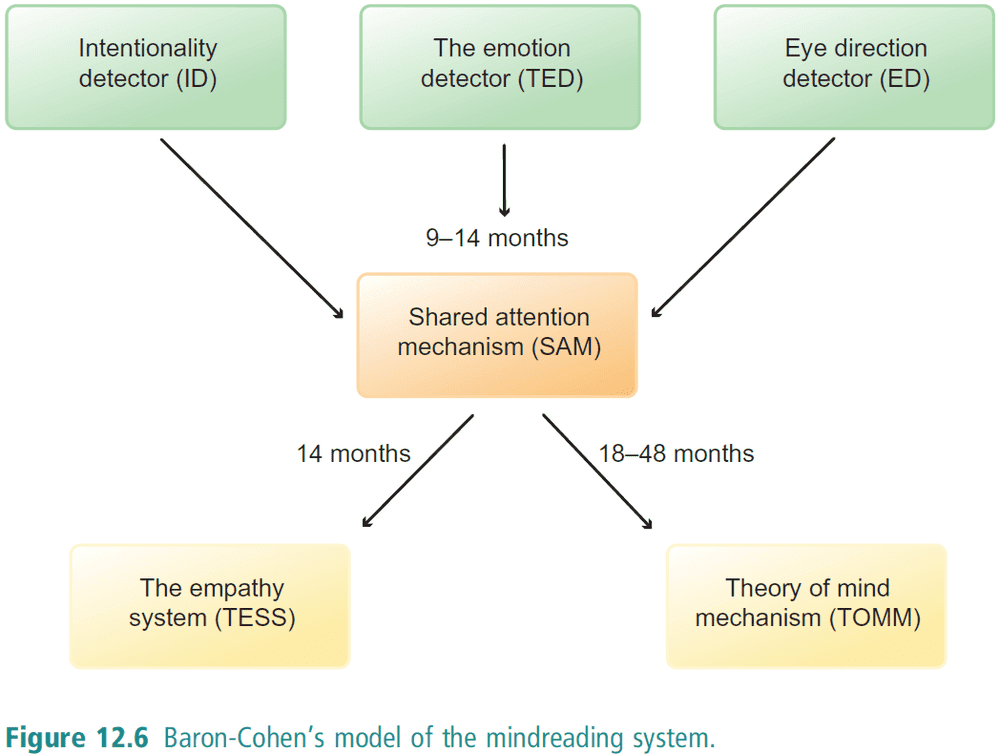 Intentionality
detector (ID)
The emotion
detector (TED)
Eye direction
detector (ED)
9–14 months
Shared attention
mechanism (SAM)
14 months
18–48 months
The empathy
system (TESS)
Theory of mind
mechanism (TOMM)
Figure 12.6 Baron-Cohen's model of the mindreading system.